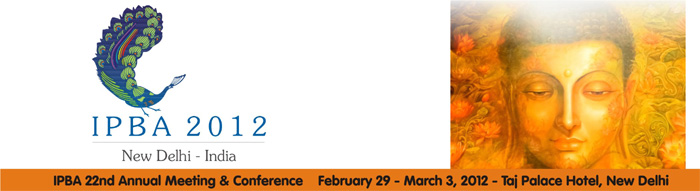 IPBA 2012
New Delhi - India
IPBA 22nd Annual Meeting & Conference February 29 - March 3, 2012 - Taj Palace Hotel, New Delhi